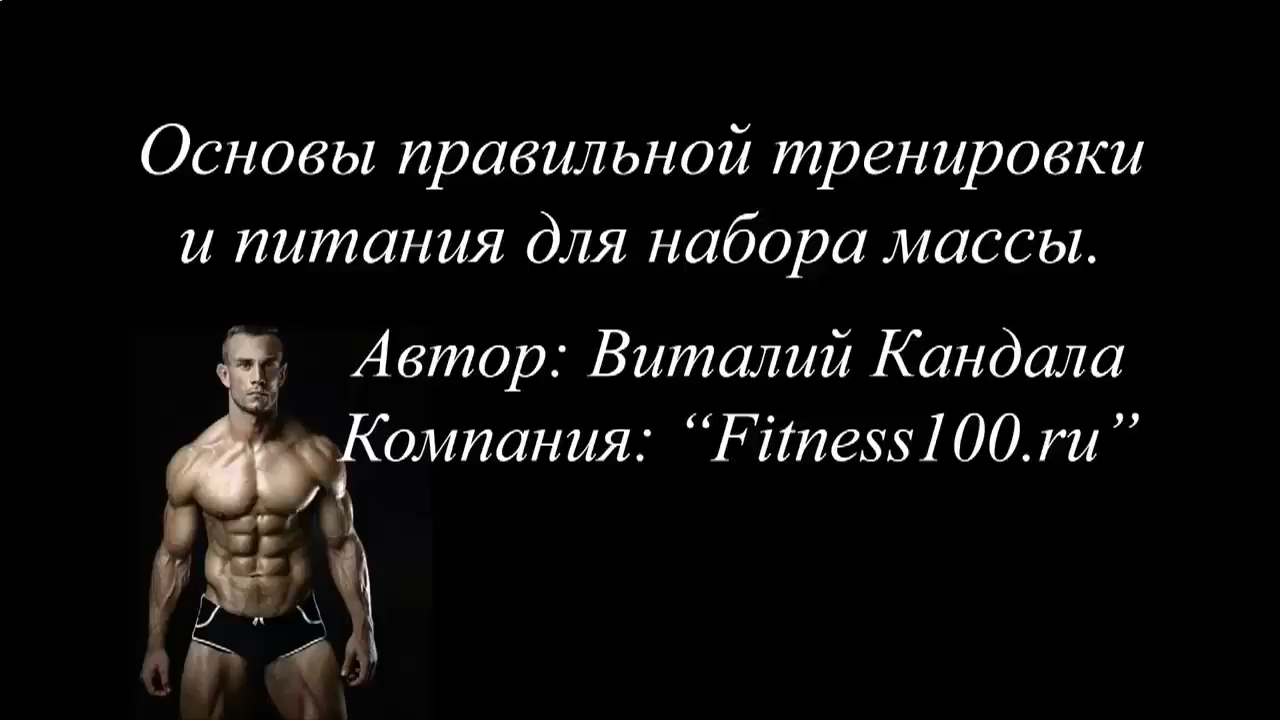 Основы правильной тренировки
и питания для набора массы.
Автор: Виталий Кандала
Компания: “Fitness100.ru”